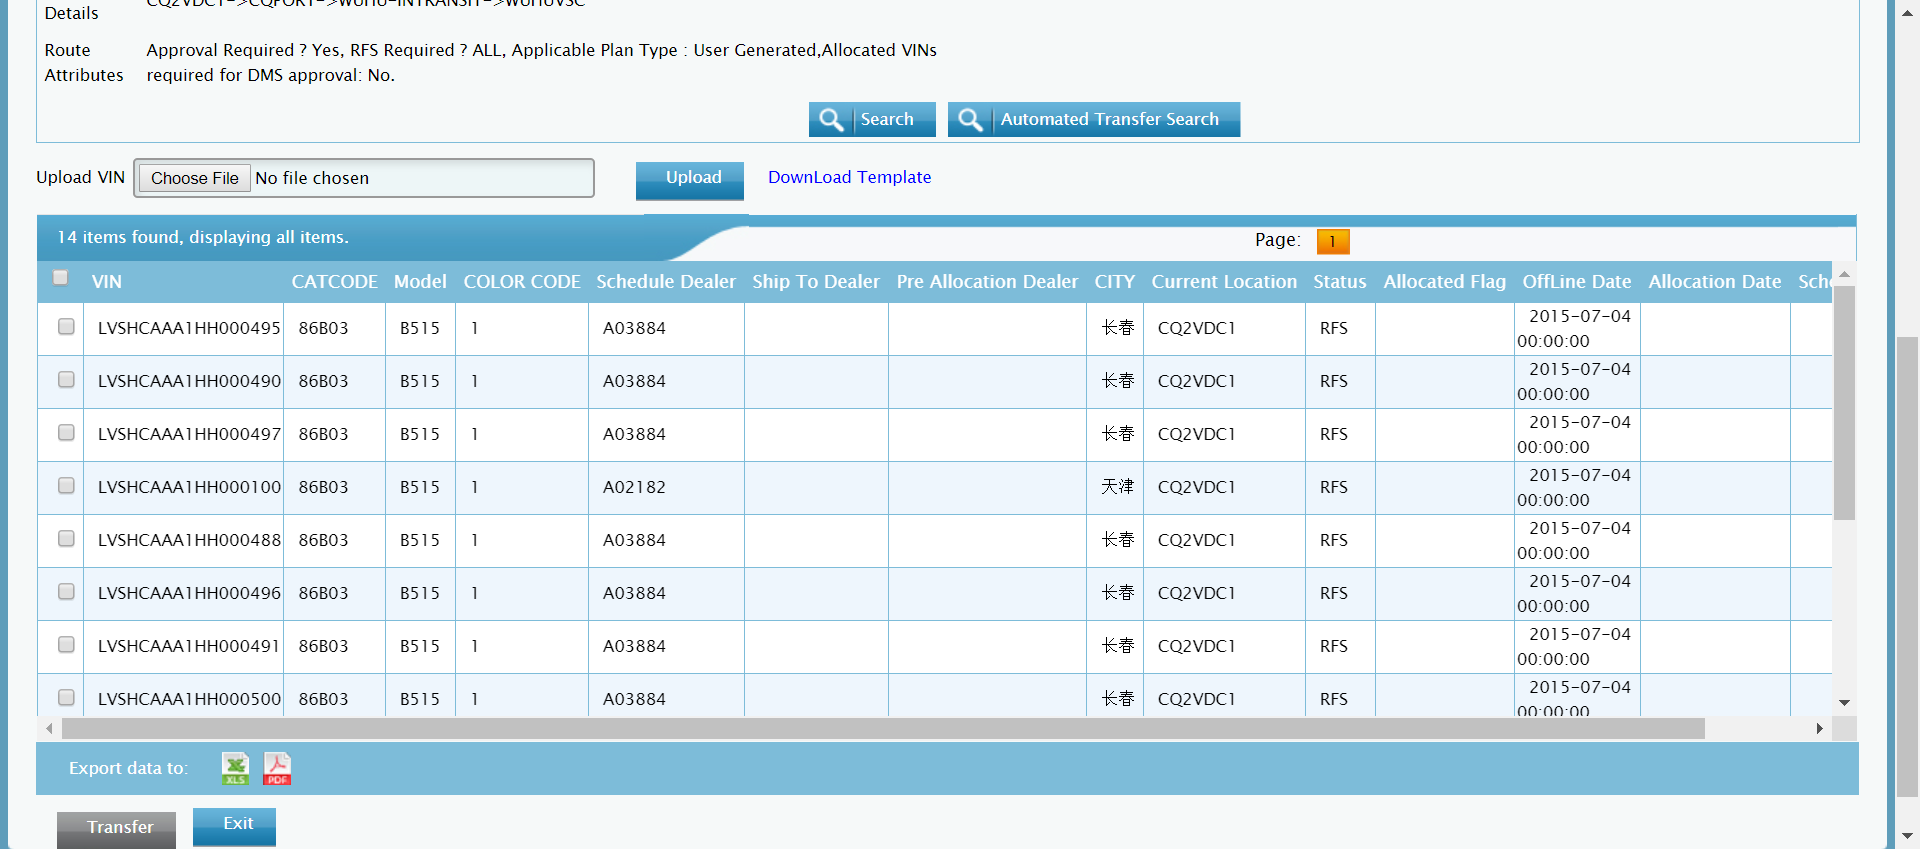 Details CQ2VDC1->CQPORT->WUHU-INTRANSIT->WUHUVSC
Route Attributes Approval Required ? Yes, RFS Required ? ALL, Applicable Plan Type : User Generated,Allocated VINs
required for DMS approval: No.
Search Automated Transfer Search
Upload VIN Choose File No file chosen Upload DownLoad Template
14 items found, displaying all items. Page: 1
VIN CATCODE Model COLOR CODE Schedule Dealer Ship To Dealer Pre Allocation Dealer CITY Current Location Status Allocated Flag OffLine Date Allocation Date
LVSHCAAA1HH000495 86B03 B515 1 A03884 长春 CQ2VDC1 RFS 2015-07-04 00:00:00
LVSHCAAA1HH000490 86B03 B515 1 A03884 长春 CQ2VDC1 RFS 2015-07-04 00:00:00
LVSHCAAA1HH000497 86B03 B515 1 A03884 长春 CQ2VDC1 RFS 2015-07-04 00:00:00
LVSHCAAA1HH000100 86B03 B515 1 A02182 天津 CQ2VDC1 RFS 2015-07-04 00:00:00
LVSHCAAA1HH000488 86B03 B515 1 A03884 长春 CQ2VDC1 RFS 2015-07-04 00:00:00
LVSHCAAA1HH000496 86B03 B515 1 A03884 长春 CQ2VDC1 RFS 2015-07-04 00:00:00
LVSHCAAA1HH000491 86B03 B515 1 A03884 长春 CQ2VDC1 RFS 2015-07-04 00:00:00
LVSHCAAA1HH000500 86B03 B515 1 A03884 长春 CQ2VDC1 RFS 2015-07-04 00:00:00
Export data to: XLS PDF
Transfer Exit